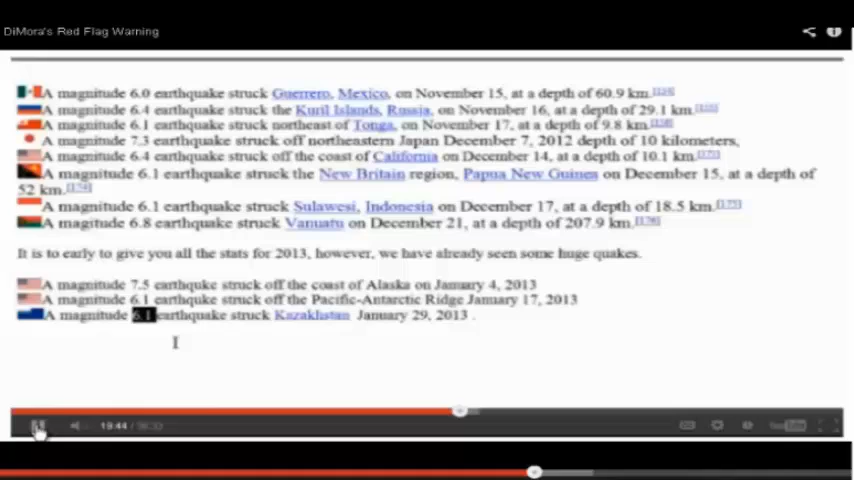 DiMora's Red Flag Warning
A magnitude 6.0 earthquake struck Guerrero, Mexico, on November 15, at a depth of 60.9 km.
A magnitude 6.4 earthquake struck the Kuril Islands, Russia, on November 16, at a depth of 29.1 km.
A magnitude 6.1 earthquake struck northeast of Tonga, on November 17, at a depth of 9.8 km.
A magnitude 7.3 earthquake struck off northeastern Japan December 7, 2012 depth of 10 kilometers,
A magnitude 6.4 earthquake struck off the coast of California on December 14, at a depth of 10.1 km.
A magnitude 6.1 earthquake struck the New Britain region, Papua New Guinea on December 15, at a depth of
52 km.[174]
A magnitude 6.1 earthquake struck Sulawesi, Indonesia on December 17, at a depth of 18.5 km.
A magitude 6.8 earthquake struck Vanuatu on December 21, at a depth of 207.9 km.
It is to early to give you all the stats for 2013, however, we have already seen some huge quakes.
A magnitude 7.5 earthquke struck off the coast of Alaska on January 4, 2013
A magnitude 6.1 earthquke struck off the Pacific-Antarctic Ridge January 17, 2013
A magnitude 6.1 earthquake struck Kazakhstan January 29, 2013 .
19:44 /
YouTube